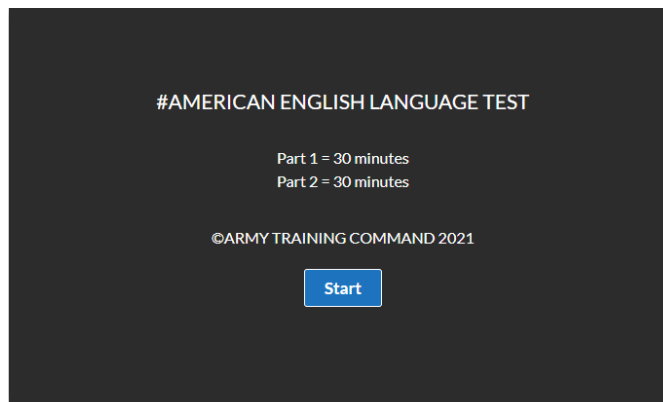 #AMERICAN ENGLISH LANGUAGE TEST
Part 1 = 30 minutes
Part 2 = 30 minutes
©ARMY TRAINING COMMAND 2021
Start